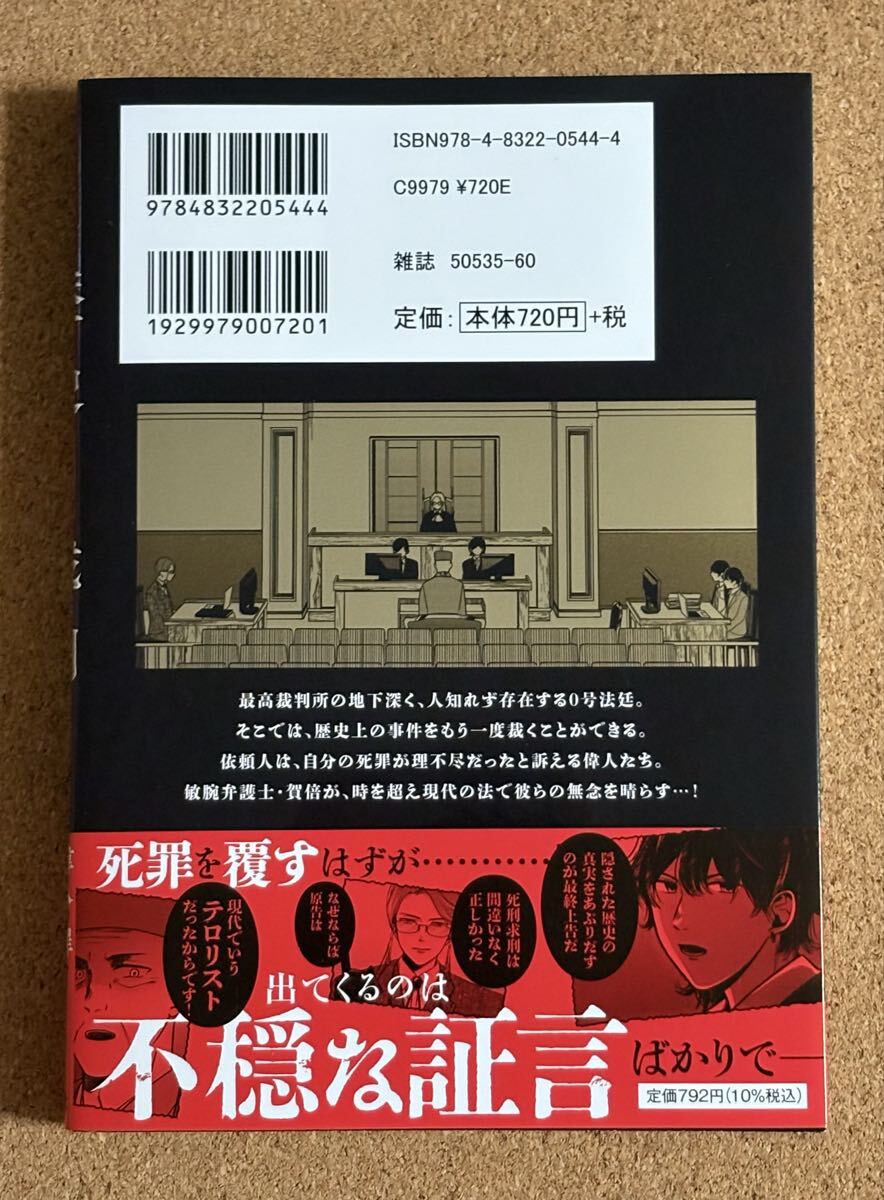 ISBN978-4-8322-0544-4
9784832205444
C9979 ¥720E
雑誌 50535-60
1929979007201
定価：本体720円+税
最高裁判所の地下深く、人知れず存在する0号法廷。
そこでは、歴史上の事件をもう一度裁くことができる。
依頼人は、自分の死罪が理不尽だったと訴える偉人たち。
敏腕弁護士・賀倍が、時を超え現代の法で彼らの無念を晴らす…！
死罪を覆すはずが…………
隠された歴史の
真実をあぶりだす
のが最終上告だ
死刑求刑は
間違いなく
正しかった
なぜならば
原告は
現代でいう
テロリスト
だったからです！
出てくるのは
不穏な証言ばかりで──
定価792円（10%税込）